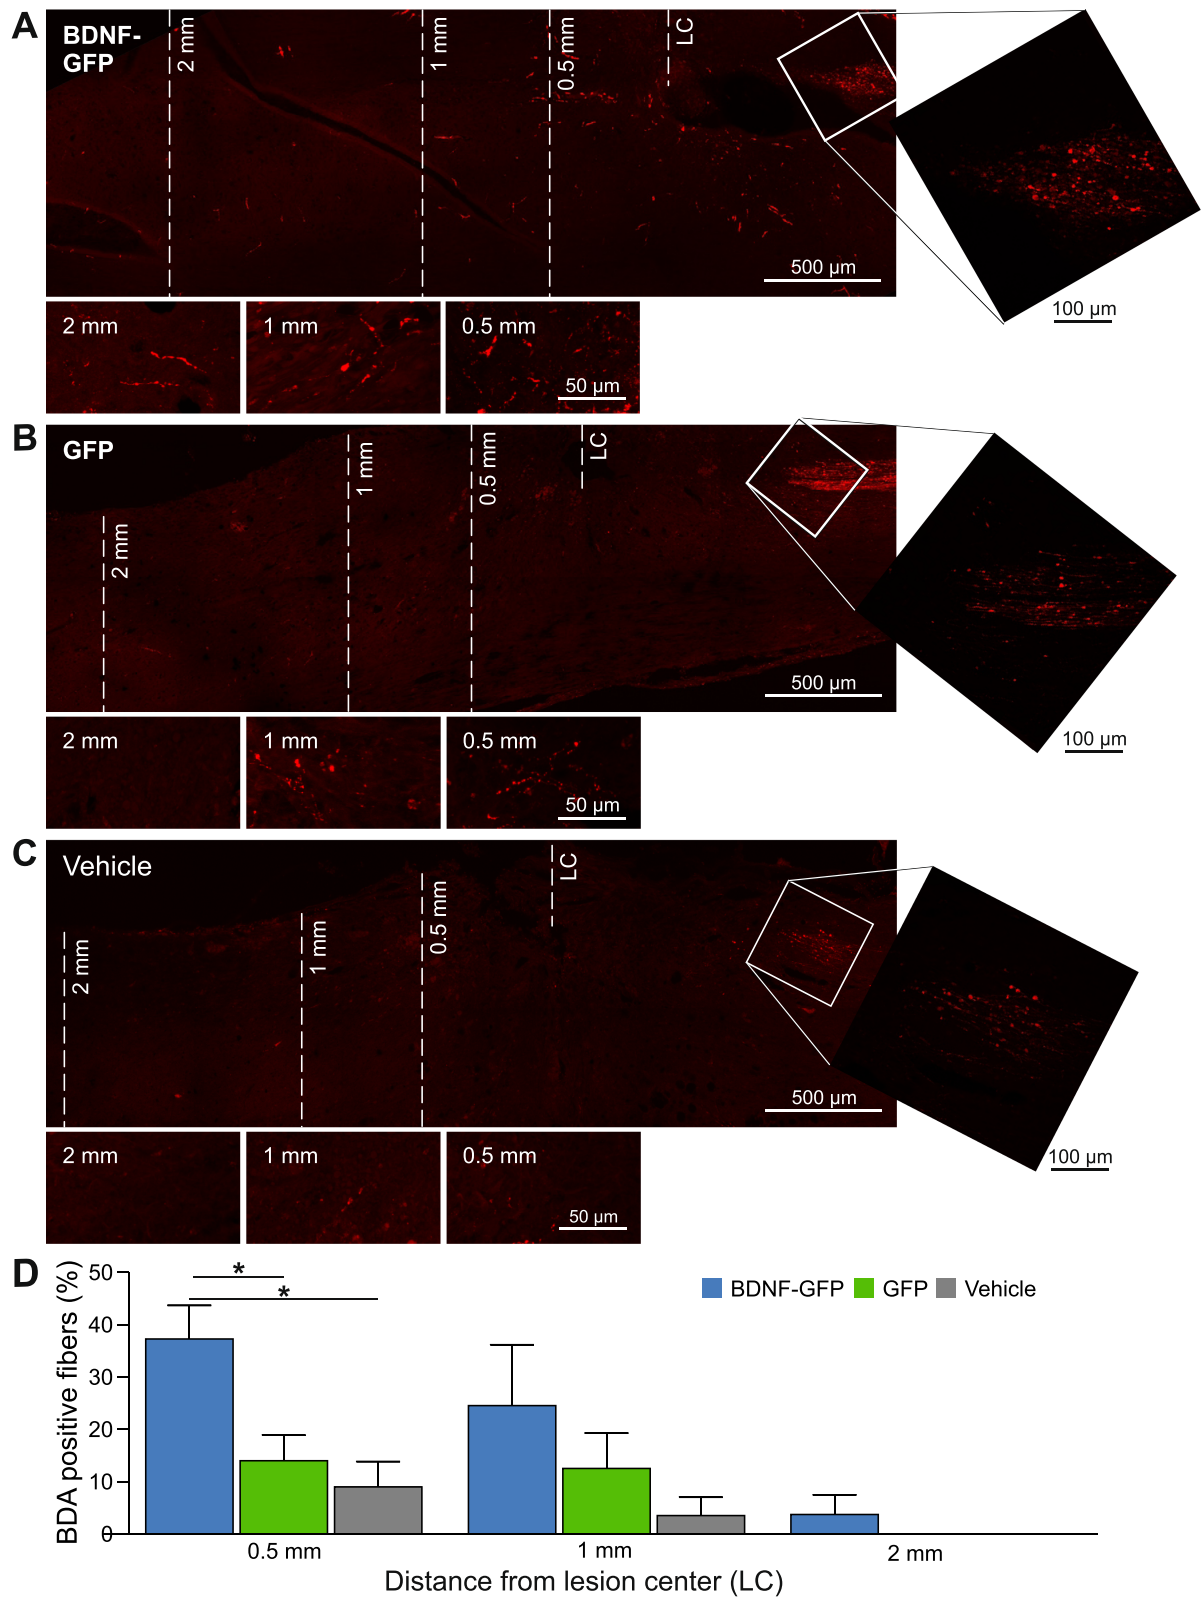 A
BDNF-
GFP
2 mm
1 mm
0.5 mm
LC
500 µm
100 µm
2 mm
1 mm
0.5 mm
50 µm
B
GFP
2 mm
1 mm
0.5 mm
LC
500 µm
100 µm
2 mm
1 mm
0.5 mm
50 µm
C
Vehicle
2 mm
1 mm
0.5 mm
LC
500 µm
100 µm
2 mm
1 mm
0.5 mm
50 µm
D
BDA positive fibers (%)
50
40
30
20
10
0
*
*
BDNF-GFP
GFP
Vehicle
0.5 mm
1 mm
2 mm
Distance from lesion center (LC)